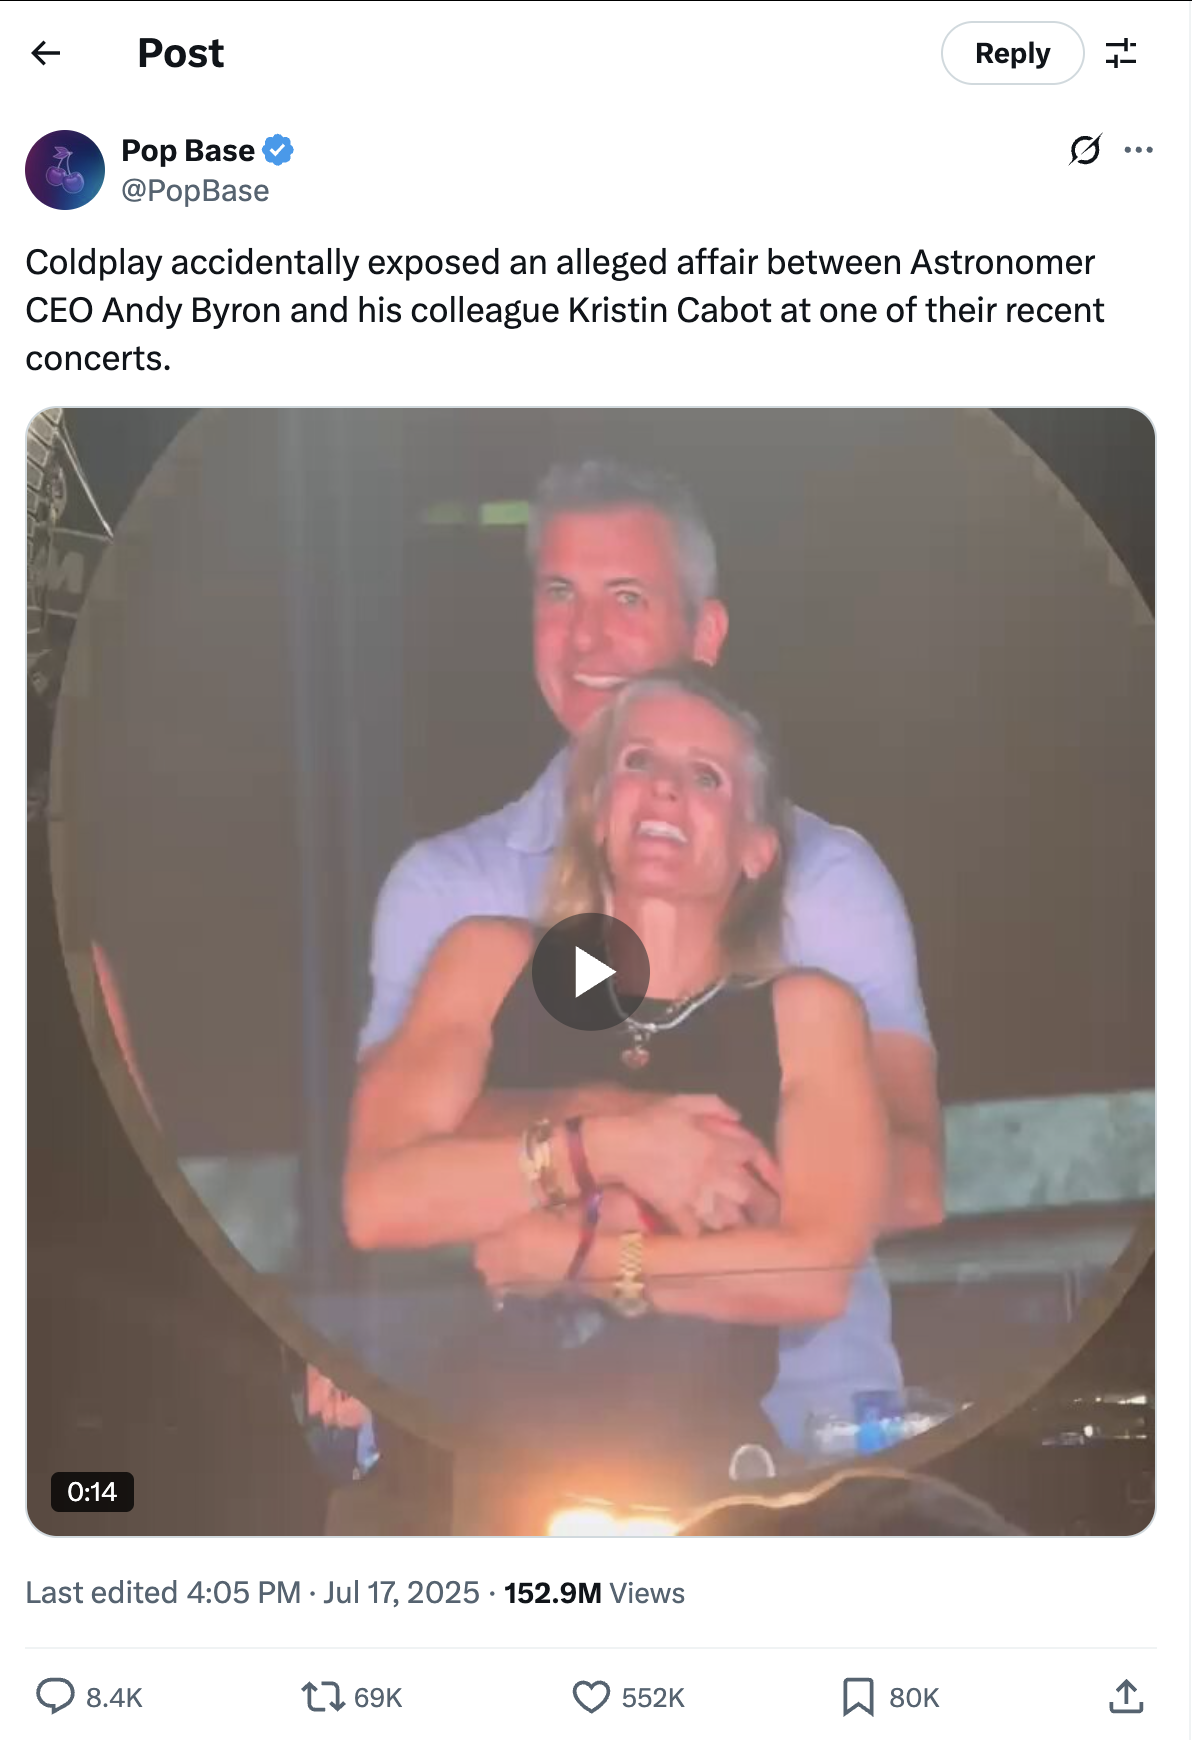 Post
Reply
Pop Base
@PopBase
Coldplay accidentally exposed an alleged affair between Astronomer
CEO Andy Byron and his colleague Kristin Cabot at one of their recent
concerts.
0:14
Last edited 4:05 PM · Jul 17, 2025 · 152.9M Views
8.4K 69K 552K 80K